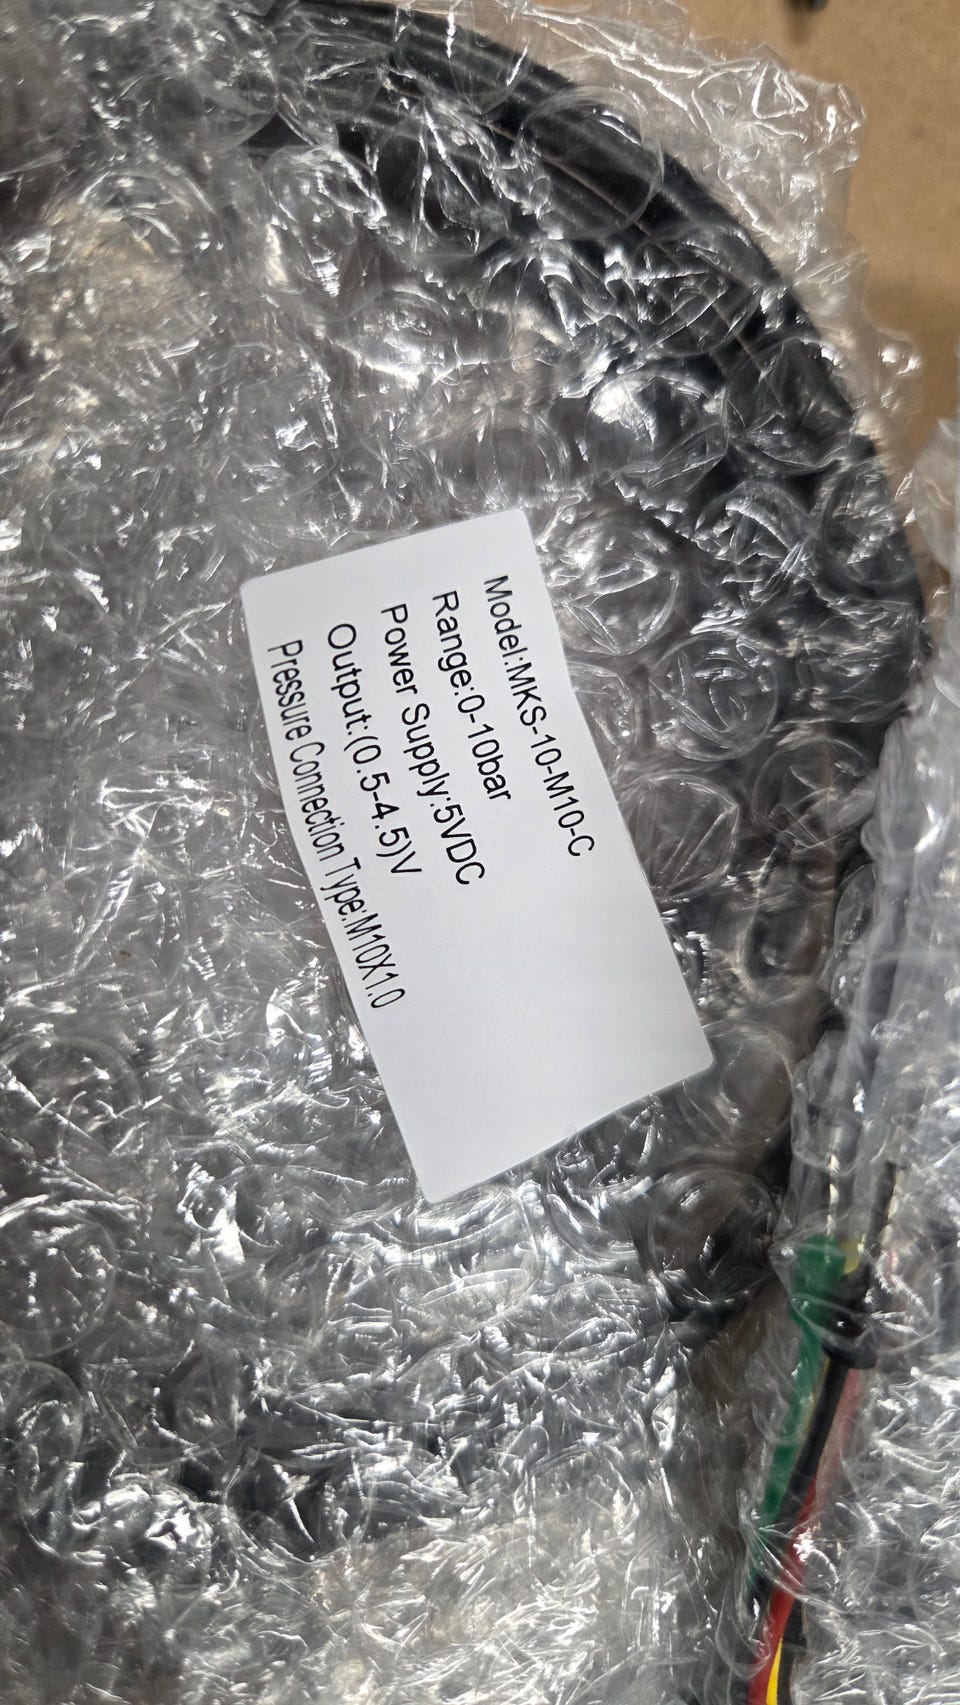 Model:MKS-10-M10-C
Range:0-10bar
Power Supply:5VDC
Output:(0.5-4.5)V
Pressure Connection Type:M10X1.0